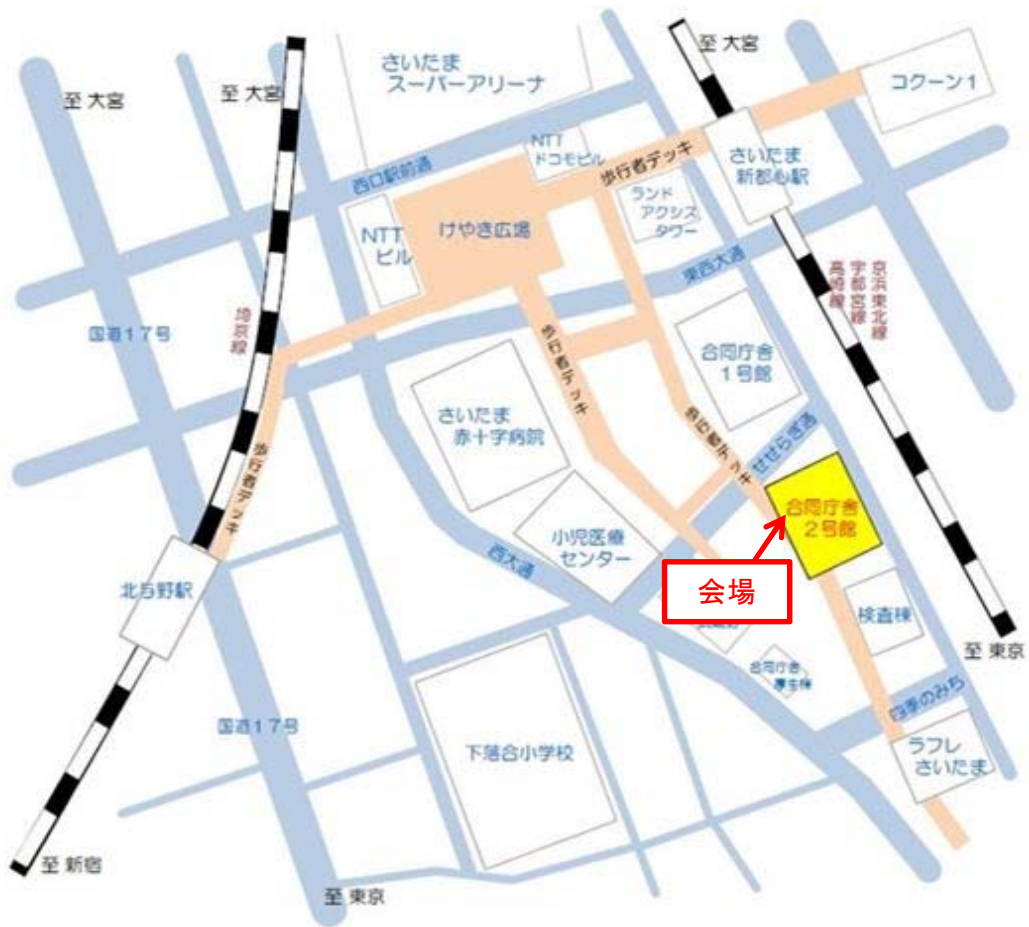 至 大宮
至 大宮
至 大宮
さいたま
スーパーアリーナ
コクーン１
NTT
ドコモビル
歩行者デッキ
さいたま
新都心駅
西口駅前通
ランド
アクシス
タワー
NTT
ビル
けやき広場
東西大通
京浜東北線
宇都宮線
高崎線
国道１７号
埼京線
歩行者デッキ
合同庁舎
１号館
さいたま
赤十字病院
歩行者デッキ
せせらぎ通
歩行者デッキ
合同庁舎
２号館
小児医療
センター
西大通
北与野駅
会場
検査棟
至 東京
合同庁舎
厚生棟
四季のみち
国道１７号
下落合小学校
ラフレ
さいたま
至 新宿
至 東京